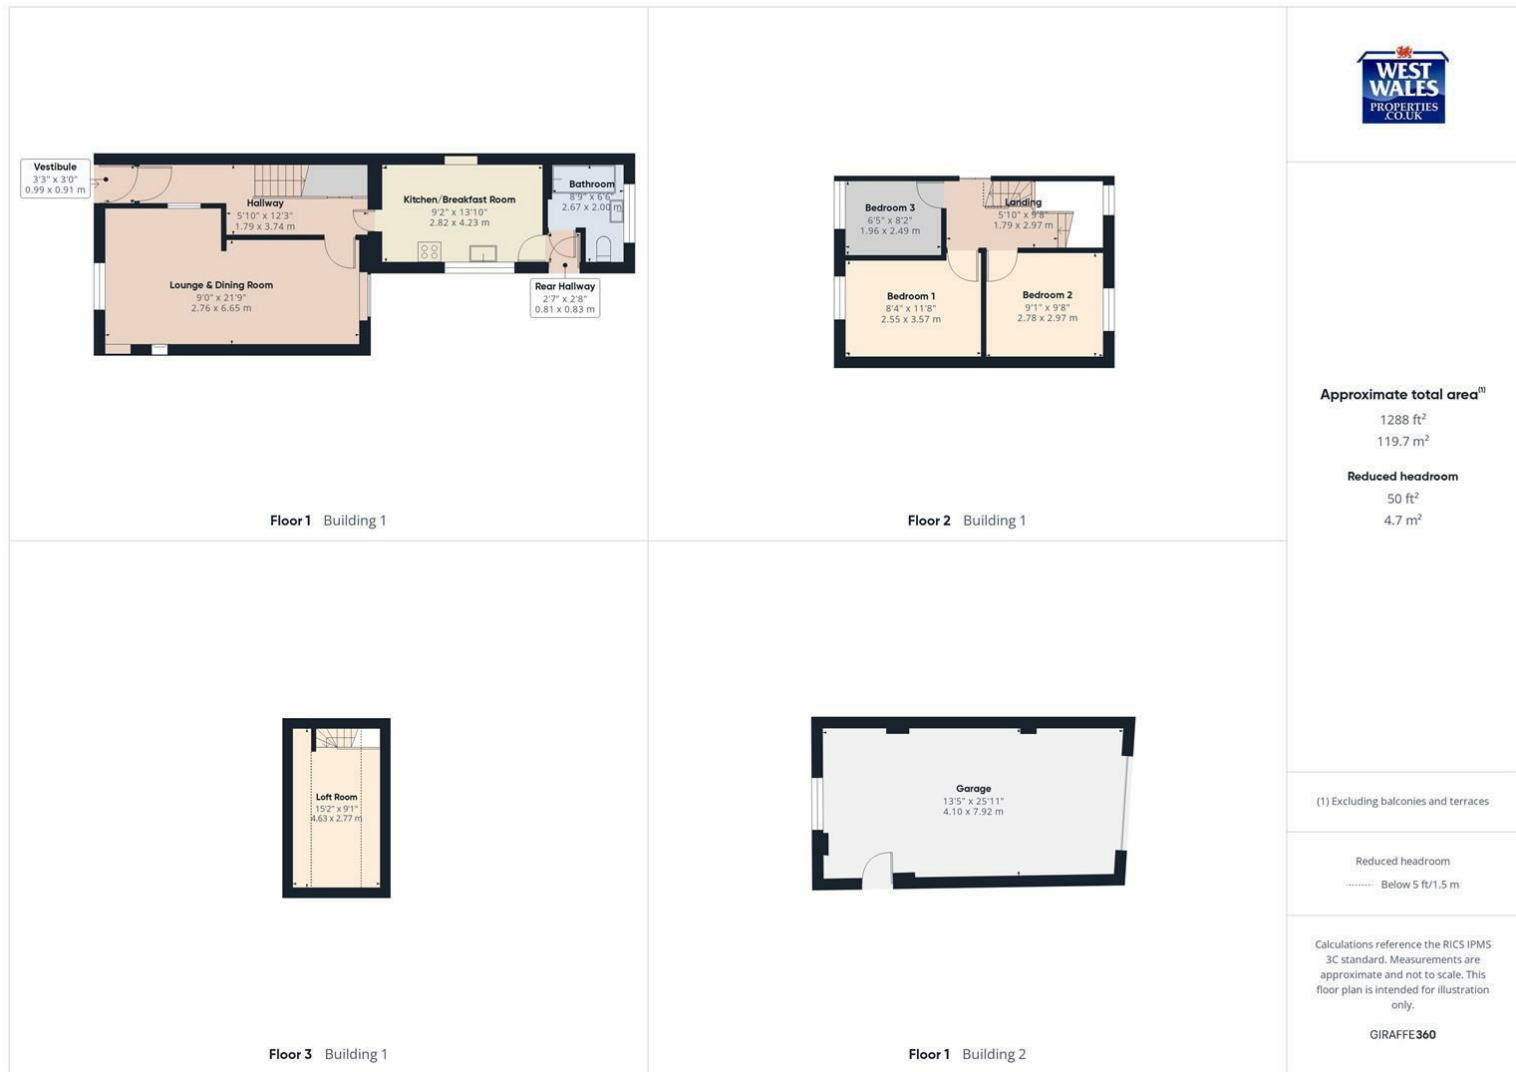 Vestibule
3'3" x 3'0"
0.99 x 0.91 m
Hallway
5'10" x 12'3"
1.79 x 3.74 m
Kitchen/Breakfast Room
9'2" x 13'10"
2.82 x 4.23 m
Bathroom
8'9" x 6'6"
2.67 x 2.00 m
Lounge & Dining Room
9'0" x 21'9"
2.76 x 6.65 m
Rear Hallway
2'7" x 2'8"
0.81 x 0.83 m
Floor 1 Building 1
Bedroom 3
6'5" x 8'2"
1.96 x 2.49 m
Landing
5'10" x 9'8"
1.79 x 2.97 m
Bedroom 1
8'4" x 11'8"
2.55 x 3.57 m
Bedroom 2
9'1" x 9'8"
2.78 x 2.97 m
Floor 2 Building 1
Loft Room
15'2" x 9'1"
4.63 x 2.77 m
Floor 3 Building 1
Garage
13'5" x 25'11"
4.10 x 7.92 m
Floor 1 Building 2
WEST
WALES
PROPERTIES
.CO.UK
Approximate total area(1)
1288 ft²
119.7 m²
Reduced headroom
50 ft²
4.7 m²
(1) Excluding balconies and terraces
Reduced headroom
Below 5 ft/1.5 m
Calculations reference the RICS IPMS
3C standard. Measurements are
approximate and not to scale. This
floor plan is intended for illustration
only.
GIRAFFE360